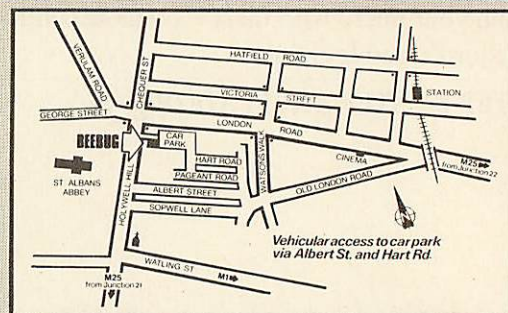 HATFIELD ROAD
VERULAM ROAD
CHEQUER ST
VICTORIA STREET
STATION
GEORGE STREET
LONDON ROAD
BEEBUG
CAR
PARK
WATSONS WALK
HART ROAD
CINEMA
M25
from Junction 22
PAGEANT ROAD
ST. ALBANS
ABBEY
HOLYWELL HILL
ALBERT STREET
OLD LONDON ROAD
SOPWELL LANE
Vehicular access to car park
via Albert St. and Hart Rd.
WATLING ST
M1
M25
from Junction 21